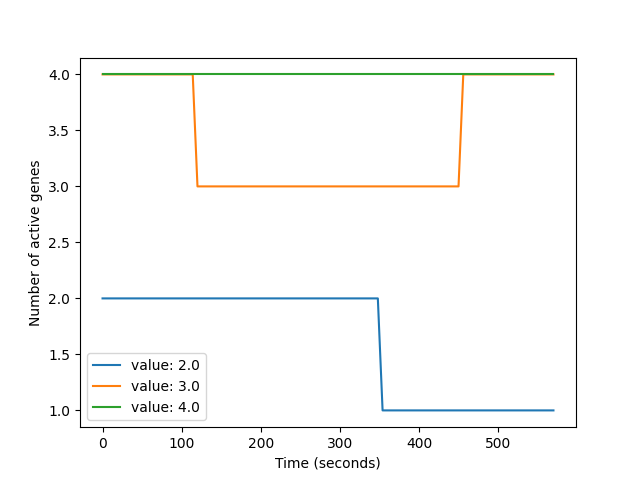 4.0
3.5
3.0
2.5
2.0
1.5
1.0
Number of active genes
value: 2.0
value: 3.0
value: 4.0
0 100 200 300 400 500
Time (seconds)